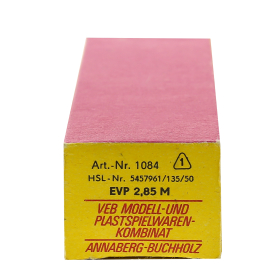 Art.-Nr. 1084 1
HSL-Nr. 5457961/135/50
EVP 2,85 M
VEB MODELL-UND
PLASTSPIELWAREN-
KOMBINAT
ANNABERG-BUCHHOLZ